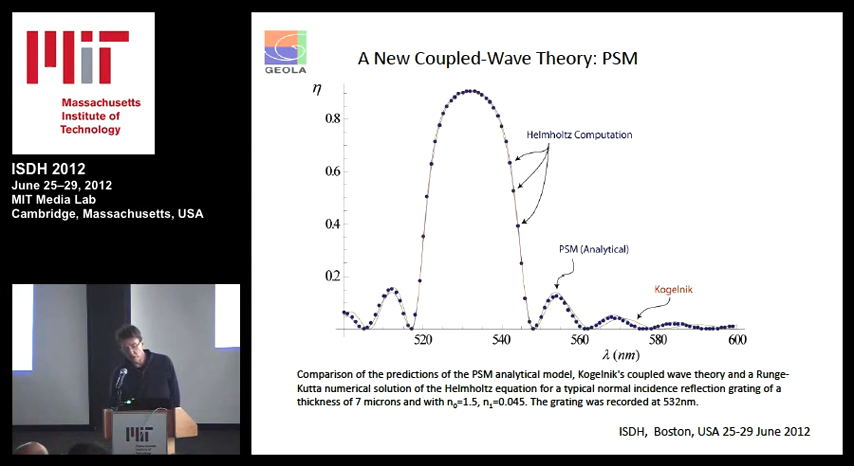 Massachusetts
Institute of
Technology
ISDH 2012
June 25–29, 2012
MIT Media Lab
Cambridge, Massachusetts, USA
MIT
GEOLA
A New Coupled-Wave Theory: PSM
η
0.8
0.6
0.4
0.2
Helmholtz Computation
PSM (Analytical)
Kogelnik
520
540
560
580
600
λ (nm)
Comparison of the predictions of the PSM analytical model, Kogelnik's coupled wave theory and a Runge-
Kutta numerical solution of the Helmholtz equation for a typical normal incidence reflection grating of a
thickness of 7 microns and with n₀=1.5, n₁=0.045. The grating was recorded at 532nm.
ISDH, Boston, USA 25-29 June 2012